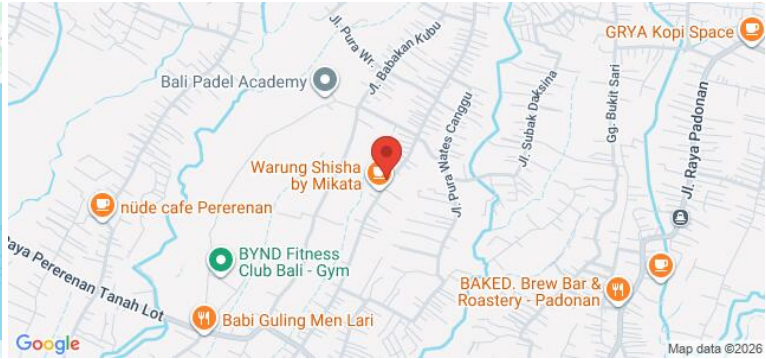 GRYA Kopi Space
Jl. Pura Wr.
Jl. Babakan Kubu
Bali Padel Academy
Gg. Bukit Sari
Jl. Subak Daksina
Jl. Raya Padonan
Jl. Pura Wates Canggu
Warung Shisha
by Mikata
nüde cafe Pererenan
aya Pererenan Tanah Lot
BYND Fitness
Club Bali - Gym
BAKED. Brew Bar &
Roastery - Padonan
Babi Guling Men Lari
Google
Map data ©2026